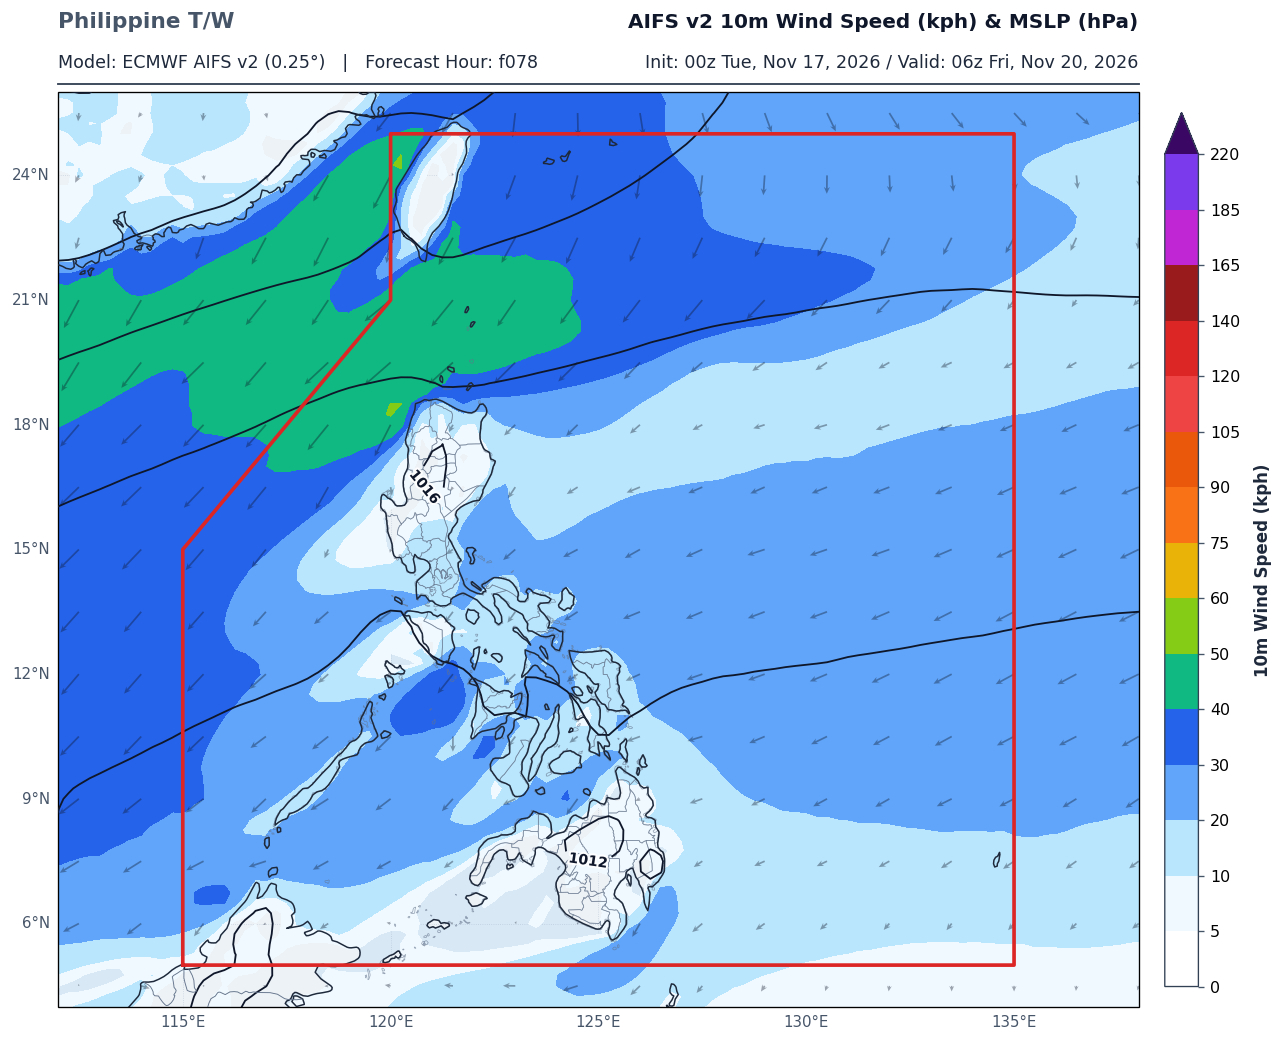 Philippine T/W
AIFS v2 10m Wind Speed (kph) & MSLP (hPa)
Model: ECMWF AIFS v2 (0.25°) | Forecast Hour: f078
Init: 00z Tue, Nov 17, 2026 / Valid: 06z Fri, Nov 20, 2026
24°N
21°N
18°N
15°N
12°N
9°N
6°N
1016
1012
115°E
120°E
125°E
130°E
135°E
220
185
165
140
120
105
90
75
60
50
40
30
20
10
5
0
10m Wind Speed (kph)